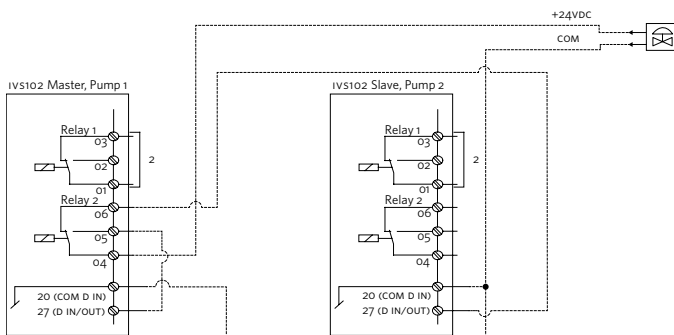 +24VDC
COM
IVS102 Master, Pump 1
IVS102 Slave, Pump 2
Relay 1
03
02
01
2
Relay 2
06
05
04
20 (COM D IN)
27 (D IN/OUT)
Relay 1
03
02
01
2
Relay 2
06
05
04
20 (COM D IN)
27 (D IN/OUT)